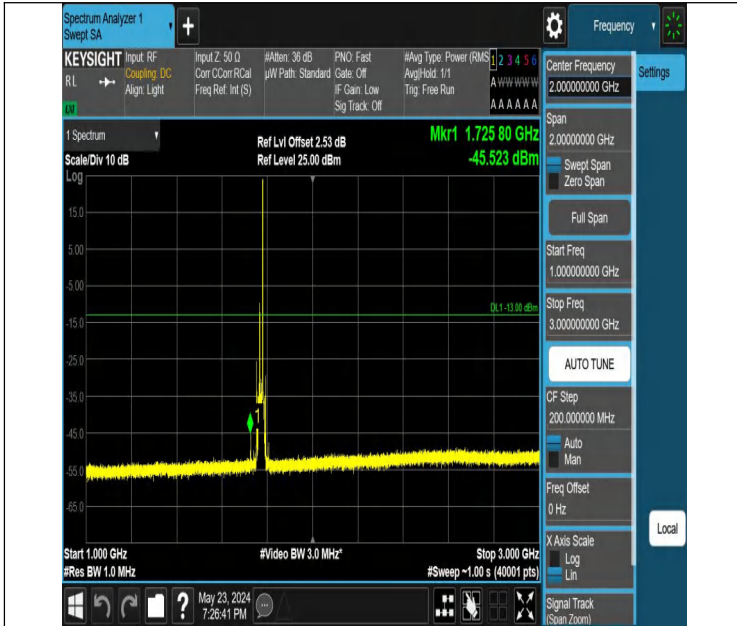 Spectrum Analyzer 1
Swept SA
+
Frequency
KEYSIGHT
RL
Input: RF
Coupling: DC
Align: Light
Input Z: 50 Ω
Corr CCorr RCal
Freq Ref: Int (S)
#Atten: 36 dB
µW Path: Standard
PNO: Fast
Gate: Off
IF Gain: Low
Sig Track: Off
#Avg Type: Power (RMS
Avg|Hold: 1/1
Trig: Free Run
1 2 3 4 5 6
A W W W W W
A A A A A A
1 Spectrum
Scale/Div 10 dB
Log
Ref Lvl Offset 2.53 dB
Ref Level 25.00 dBm
Mkr1 1.725 80 GHz
-45.523 dBm
15.0
5.00
-5.00
DL1 -13.00 dBm
-15.0
-25.0
-35.0
1
-45.0
-55.0
-65.0
Start 1.000 GHz
#Res BW 1.0 MHz
#Video BW 3.0 MHz*
Stop 3.000 GHz
#Sweep ~1.00 s (40001 pts)
May 23, 2024
7:26:41 PM
?
Center Frequency
2.000000000 GHz
Settings
Span
2.00000000 GHz
Swept Span
Zero Span
Full Span
Start Freq
1.000000000 GHz
Stop Freq
3.000000000 GHz
AUTO TUNE
CF Step
200.000000 MHz
Auto
Man
Freq Offset
0 Hz
X Axis Scale
Log
Lin
Local
Signal Track
(Span Zoom)